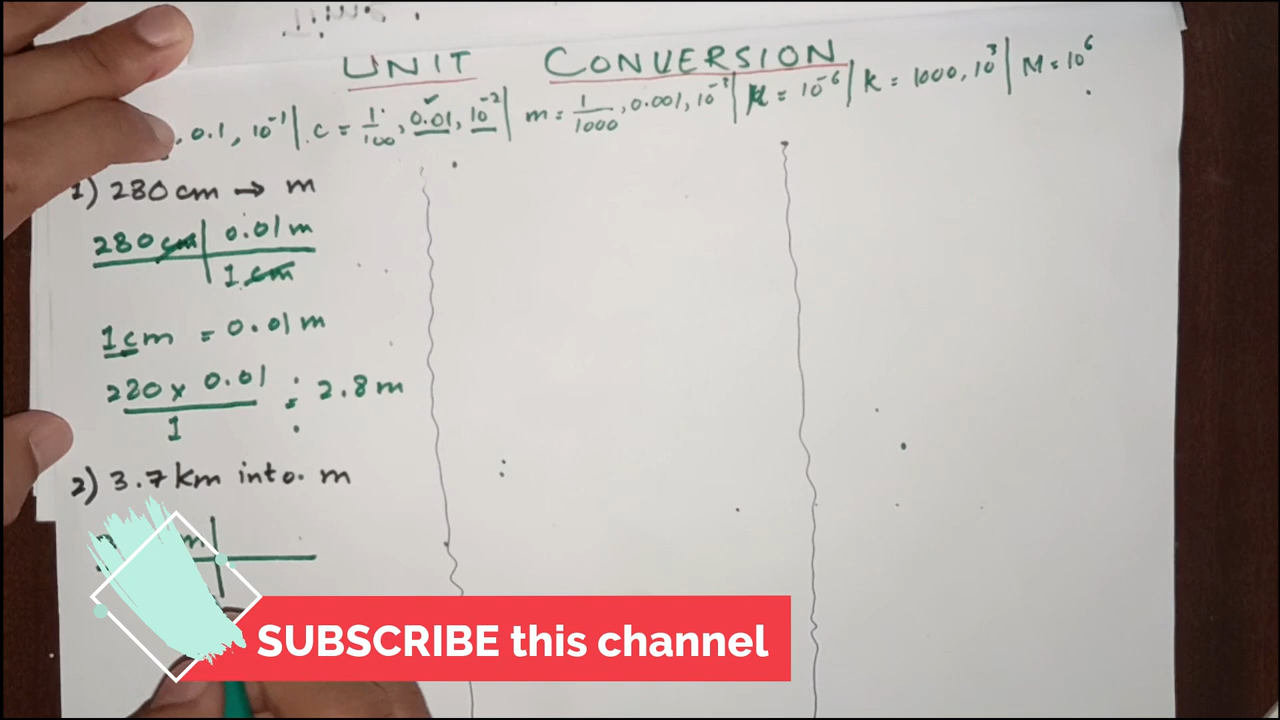 UNIT CONVERSION
, 0.1, 10⁻¹ | c = 1/100, 0.01, 10⁻² | m = 1/1000, 0.001, 10⁻³ | = 10⁻⁶ | k = 1000, 10³ | M = 10⁶
1) 280 cm → m
280 cm | 0.01 m
1 cm
1cm = 0.01 m
280 x 0.01
1
= 2.8 m
2) 3.7 km into m
m
SUBSCRIBE this channel